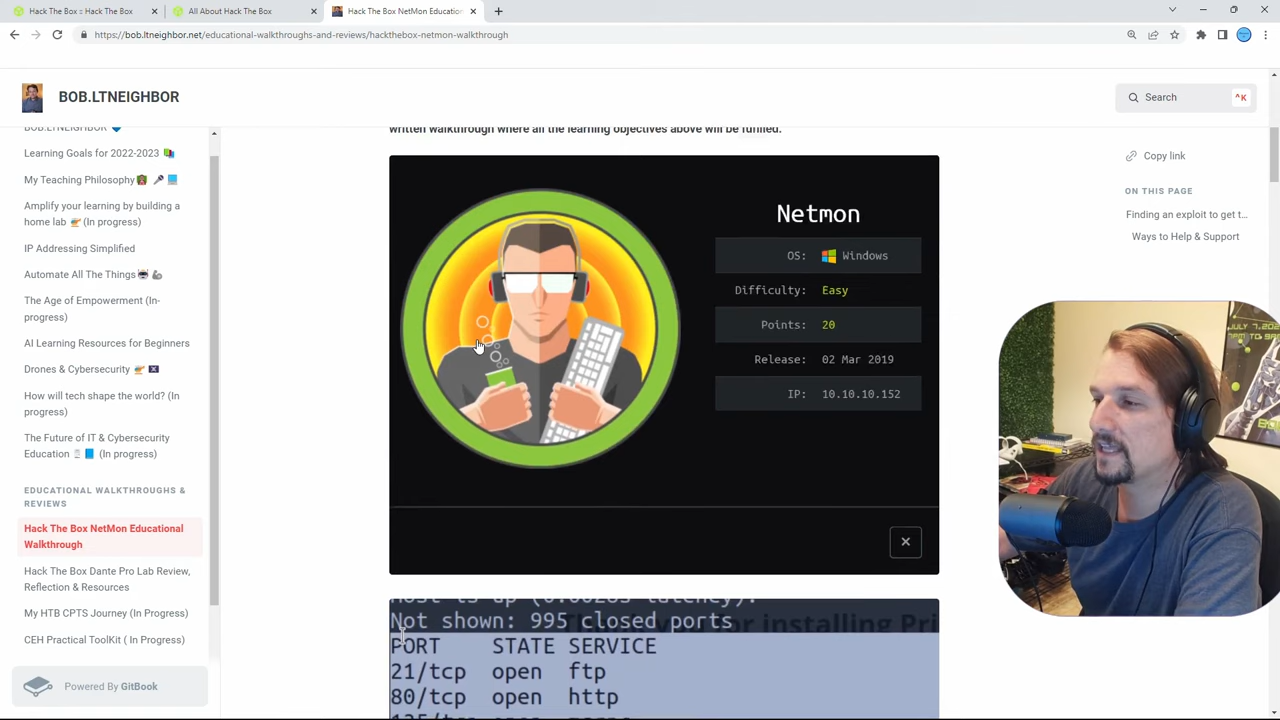 Hack The Box :: Hack The Box
All About Hack The Box
Hack The Box NetMon Education
https://bob.ltneighbor.net/educational-walkthroughs-and-reviews/hackthebox-netmon-walkthrough
BOB.LTNEIGHBOR
Search
^K
BOB.LTNEIGHBOR
Learning Goals for 2022-2023
My Teaching Philosophy
Amplify your learning by building a
home lab (In progress)
IP Addressing Simplified
Automate All The Things
The Age of Empowerment (In-
progress)
AI Learning Resources for Beginners
Drones & Cybersecurity
How will tech shape the world? (In
progress)
The Future of IT & Cybersecurity
Education (In progress)
EDUCATIONAL WALKTHROUGHS &
REVIEWS
Hack The Box NetMon Educational
Walkthrough
Hack The Box Dante Pro Lab Review,
Reflection & Resources
My HTB CPTS Journey (In Progress)
CEH Practical ToolKit ( In Progress)
Powered By GitBook
written walkthrough where all the learning objectives above will be fulfilled.
Netmon
OS: Windows
Difficulty: Easy
Points: 20
Release: 02 Mar 2019
IP: 10.10.10.152
Not shown: 995 closed ports
PORT STATE SERVICE
21/tcp open ftp
80/tcp open http
Copy link
ON THIS PAGE
Finding an exploit to get t...
Ways to Help & Support